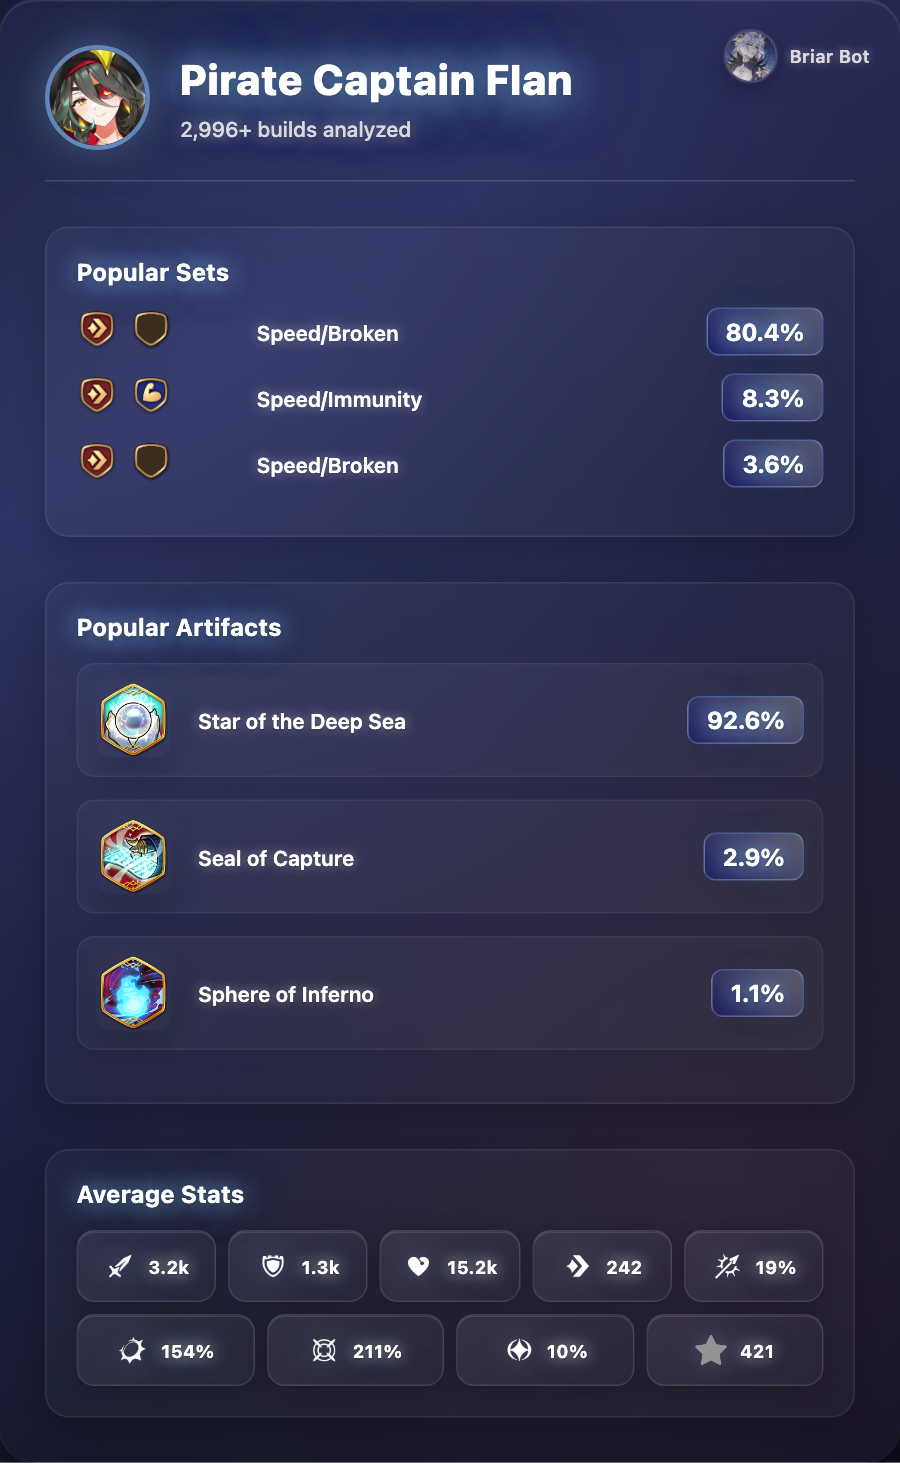 Pirate Captain Flan
2,996+ builds analyzed
Briar Bot
Popular Sets
Speed/Broken 80.4%
Speed/Immunity 8.3%
Speed/Broken 3.6%
Popular Artifacts
Star of the Deep Sea 92.6%
Seal of Capture 2.9%
Sphere of Inferno 1.1%
Average Stats
3.2k 1.3k 15.2k 242 19%
154% 211% 10% 421